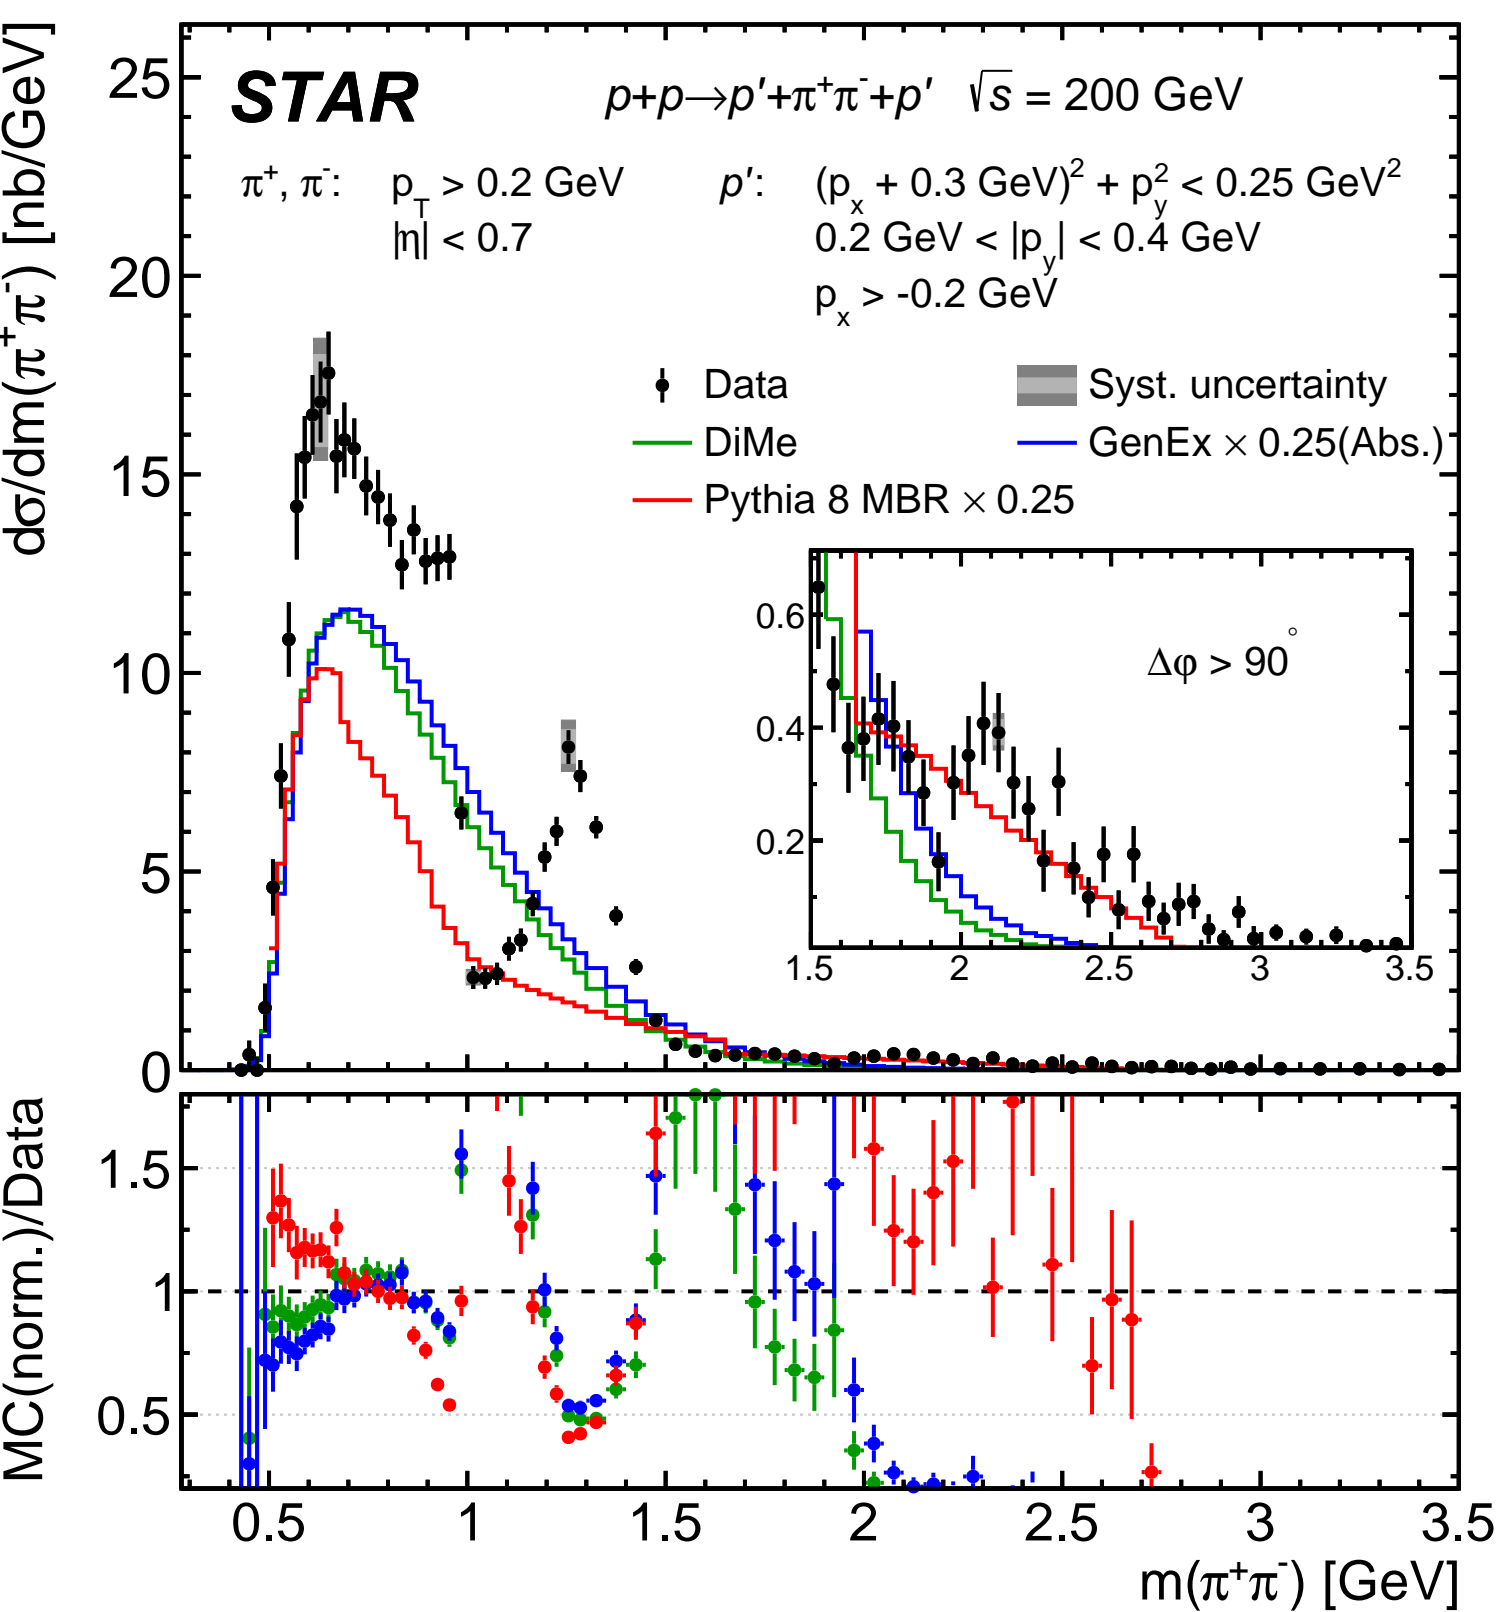 STAR
p+p→p′+π⁺π⁻+p′ √s = 200 GeV
π⁺, π⁻: p_T > 0.2 GeV p′: (p_x + 0.3 GeV)² + p_y² < 0.25 GeV²
|η| < 0.7 0.2 GeV < |p_y| < 0.4 GeV
p_x > -0.2 GeV
Data Syst. uncertainty
DiMe GenEx × 0.25(Abs.)
Pythia 8 MBR × 0.25
dσ/dm(π⁺π⁻) [nb/GeV]
25
20
15
10
5
0
Δφ > 90°
0.6
0.4
0.2
1.5 2 2.5 3 3.5
MC(norm.)/Data
1.5
1
0.5
0.5 1 1.5 2 2.5 3 3.5
m(π⁺π⁻) [GeV]